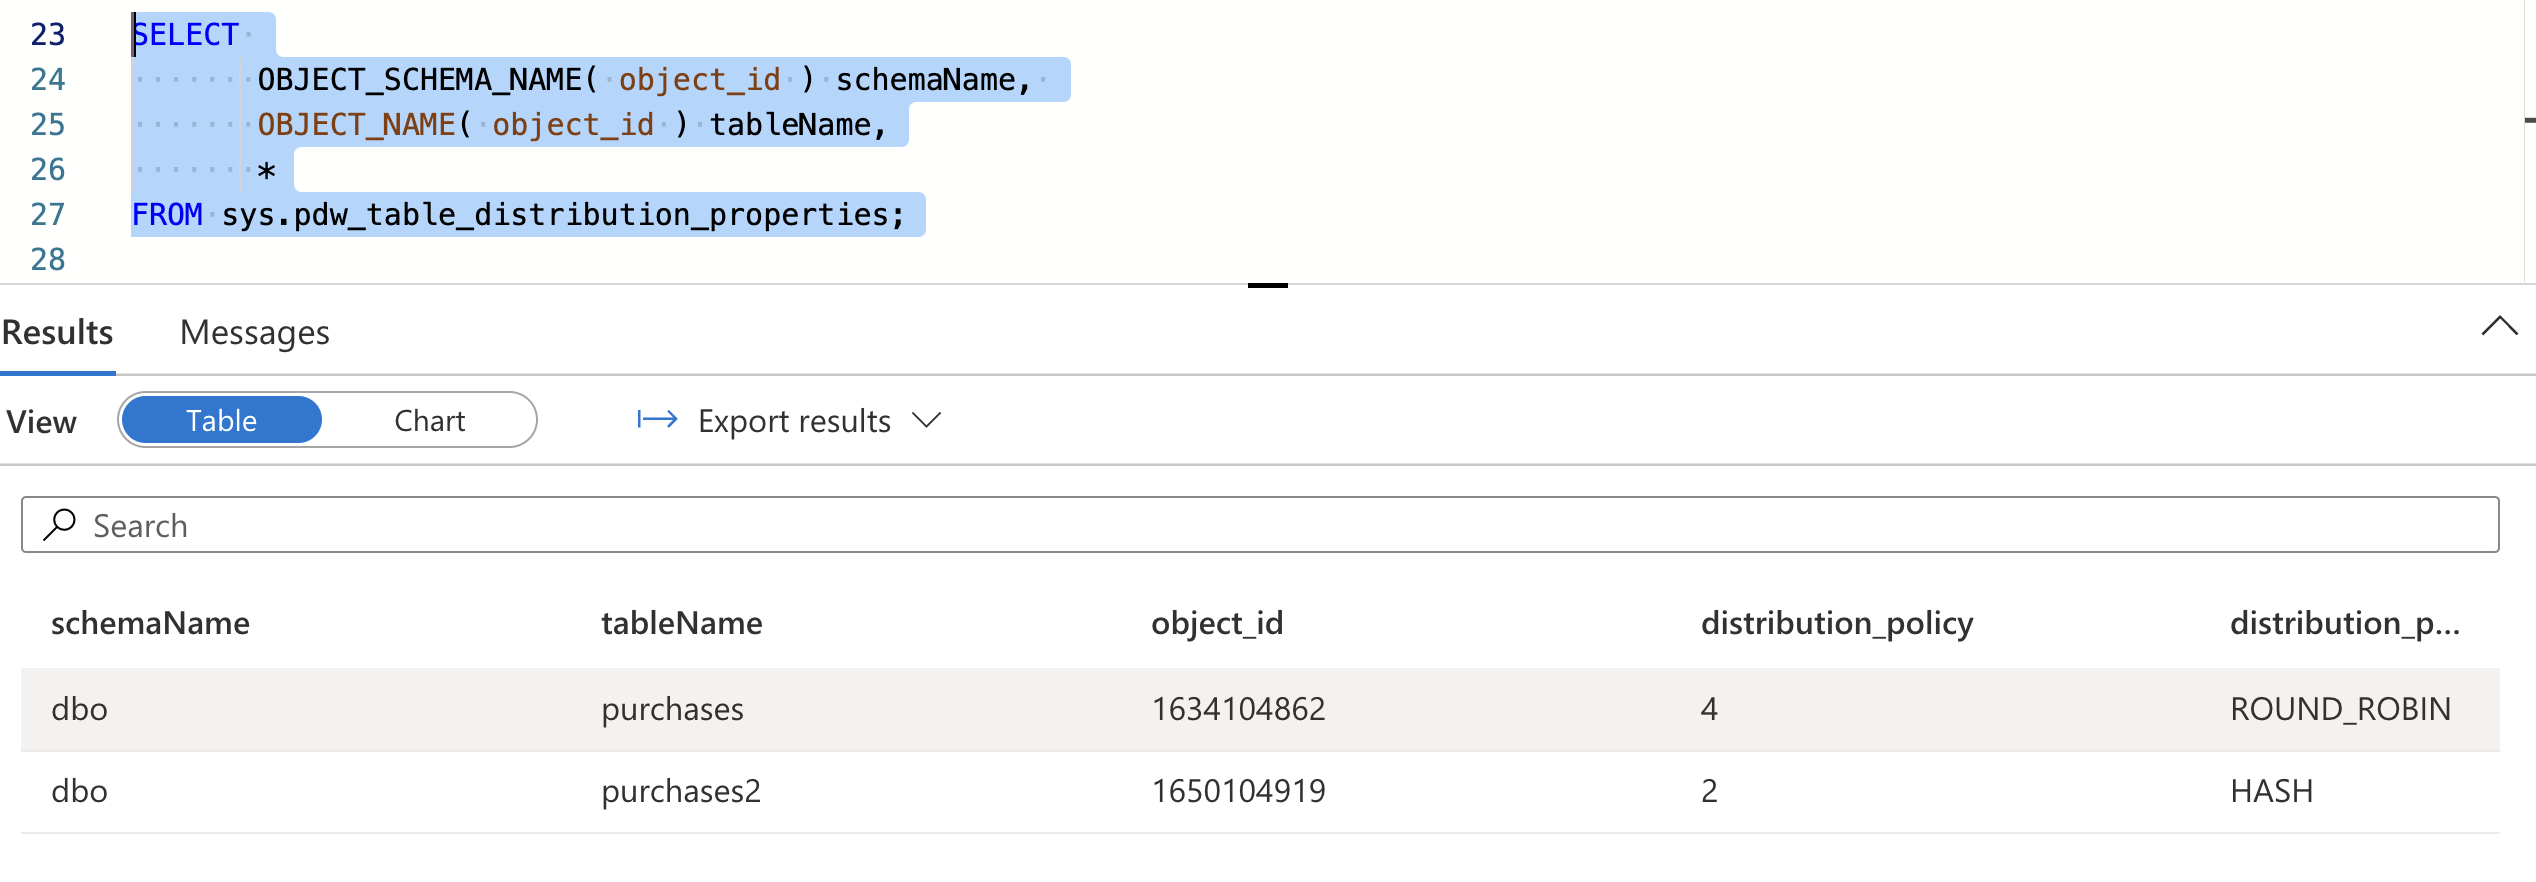 23 SELECT
24 OBJECT_SCHEMA_NAME( object_id ) schemaName,
25 OBJECT_NAME( object_id ) tableName,
26 *
27 FROM sys.pdw_table_distribution_properties;
28
Results Messages
View Table Chart Export results
Search
schemaName tableName object_id distribution_policy distribution_p...
dbo purchases 1634104862 4 ROUND_ROBIN
dbo purchases2 1650104919 2 HASH